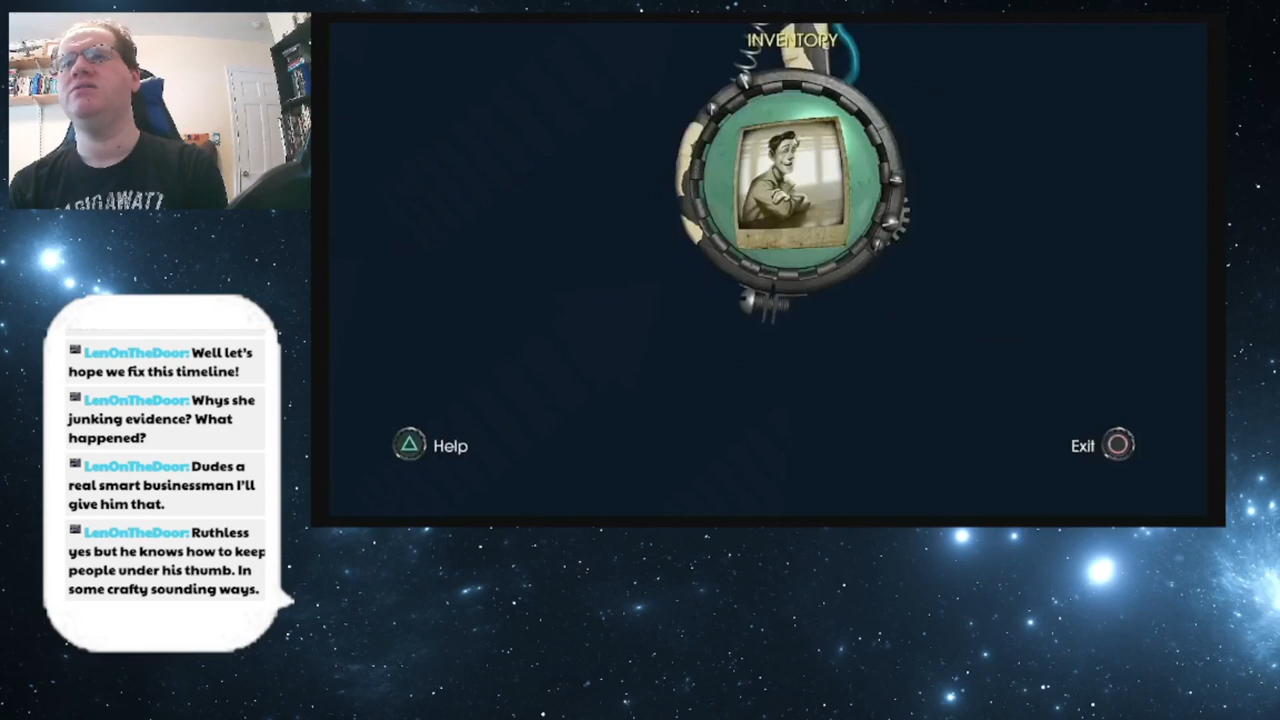 INVENTORY
Help
Exit
LenOnTheDoor: Well let's
hope we fix this timeline!
LenOnTheDoor: Whys she
junking evidence? What
happened?
LenOnTheDoor: Dudes a
real smart businessman I'll
give him that.
LenOnTheDoor: Ruthless
yes but he knows how to keep
people under his thumb. In
some crafty sounding ways.